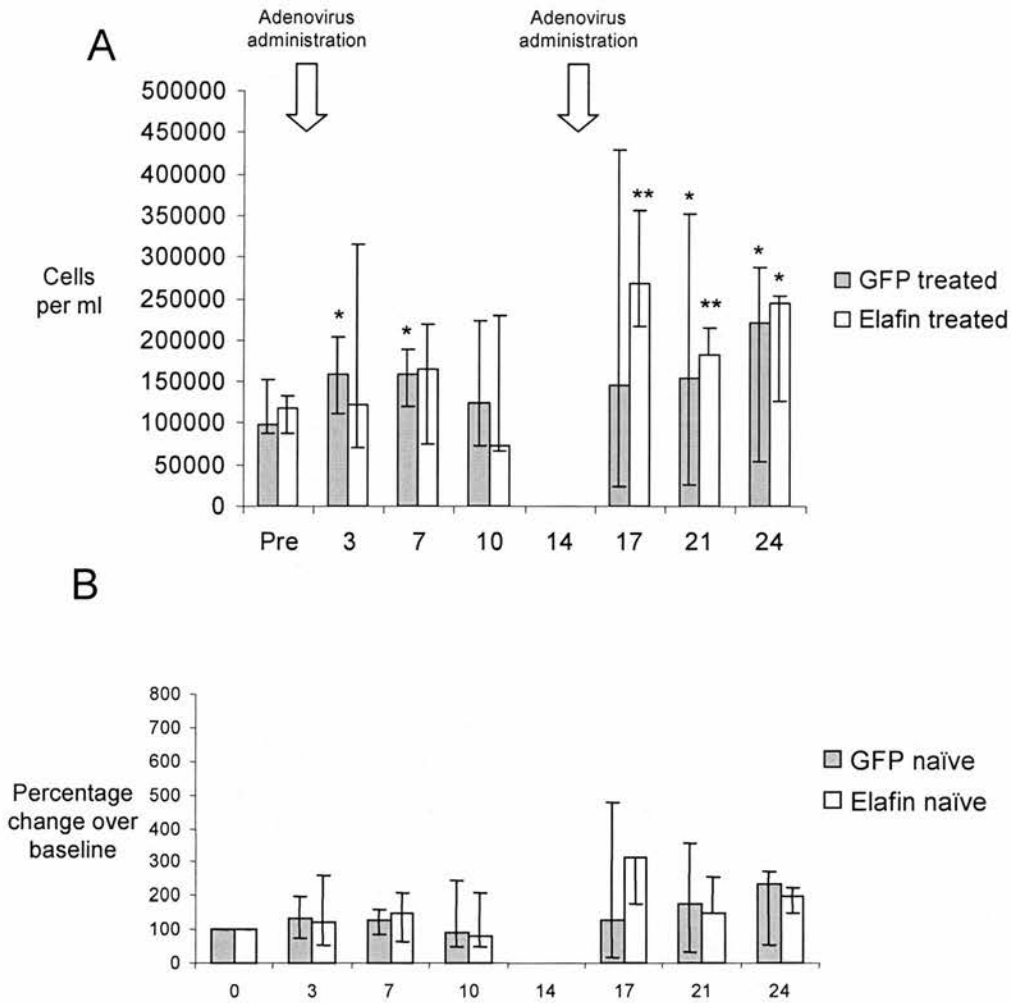 Adenovirus
administration
Adenovirus
administration
A
500000
450000
400000
350000
300000
250000
200000
150000
100000
50000
0
Cells
per ml
*
*
**
*
**
*
*
GFP treated
Elafin treated
Pre 3 7 10 14 17 21 24
B
800
700
600
500
400
300
200
100
0
Percentage
change over
baseline
GFP naïve
Elafin naïve
0 3 7 10 14 17 21 24